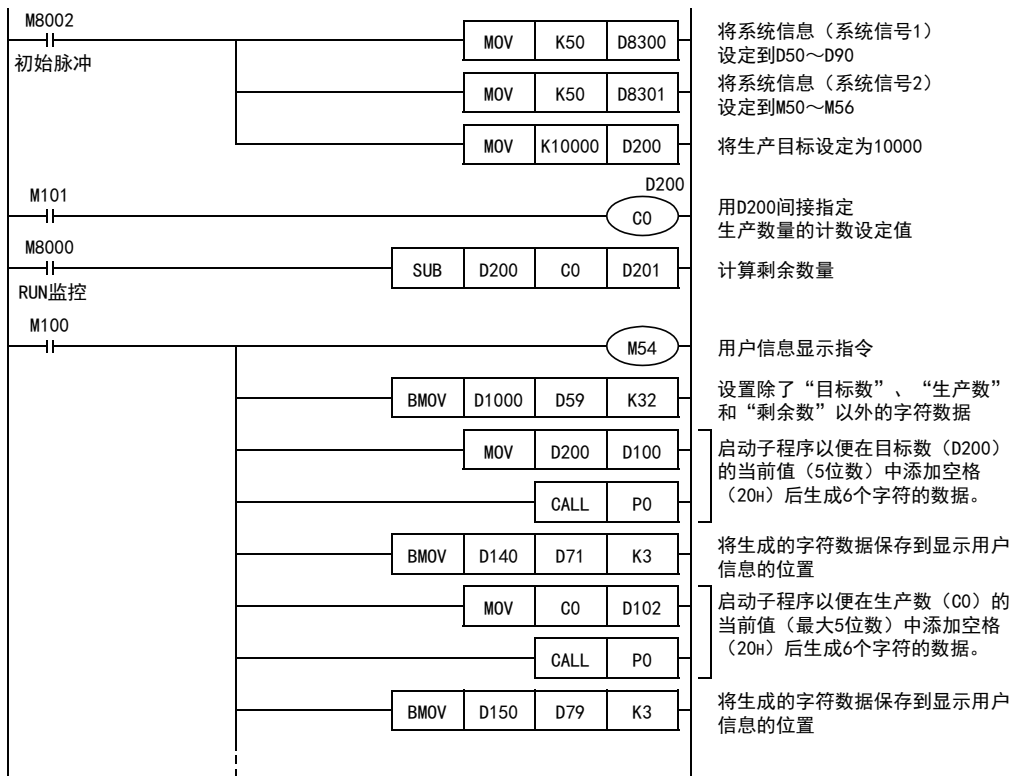 M8002
初始脉冲
MOV K50 D8300
将系统信息（系统信号1）
设定到D50～D90
MOV K50 D8301
将系统信息（系统信号2）
设定到M50～M56
MOV K10000 D200
将生产目标设定为10000
M101
D200
C0
用D200间接指定
生产数量的计数设定值
M8000
RUN监控
SUB D200 C0 D201
计算剩余数量
M100
M54
用户信息显示指令
BMOV D1000 D59 K32
设置除了“目标数”、“生产数”
和“剩余数”以外的字符数据
MOV D200 D100
CALL P0
启动子程序以便在目标数（D200）
的当前值（5位数）中添加空格
（20H）后生成6个字符的数据。
BMOV D140 D71 K3
将生成的字符数据保存到显示用户
信息的位置
MOV C0 D102
CALL P0
启动子程序以便在生产数（C0）的
当前值（最大5位数）中添加空格
（20H）后生成6个字符的数据。
BMOV D150 D79 K3
将生成的字符数据保存到显示用户
信息的位置